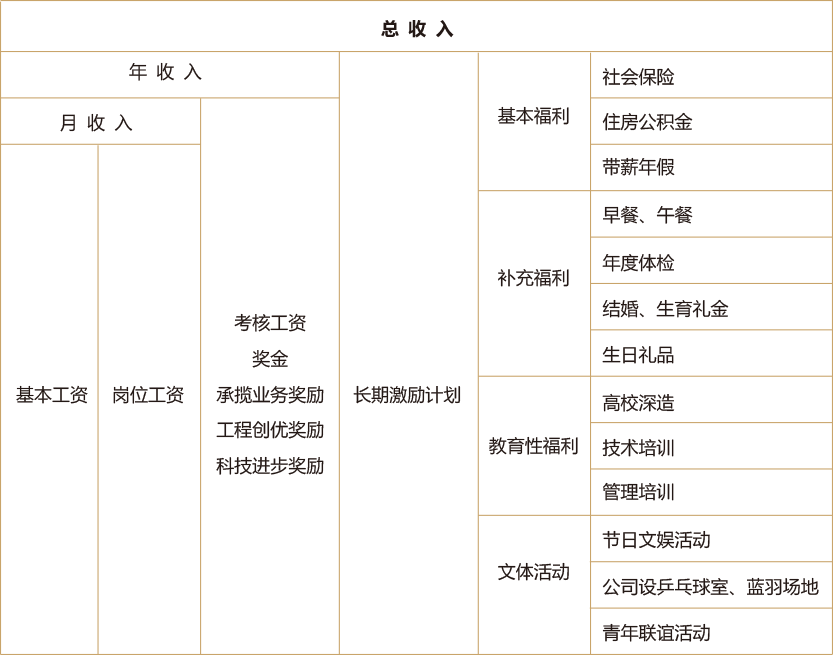 总 收 入
年 收 入
月 收 入
基本工资
岗位工资
考核工资
奖金
承揽业务奖励
工程创优奖励
科技进步奖励
长期激励计划
基本福利
社会保险
住房公积金
带薪年假
补充福利
早餐、午餐
年度体检
结婚、生育礼金
生日礼品
教育性福利
高校深造
技术培训
管理培训
文体活动
节日文娱活动
公司设乒乓球室、蓝羽场地
青年联谊活动